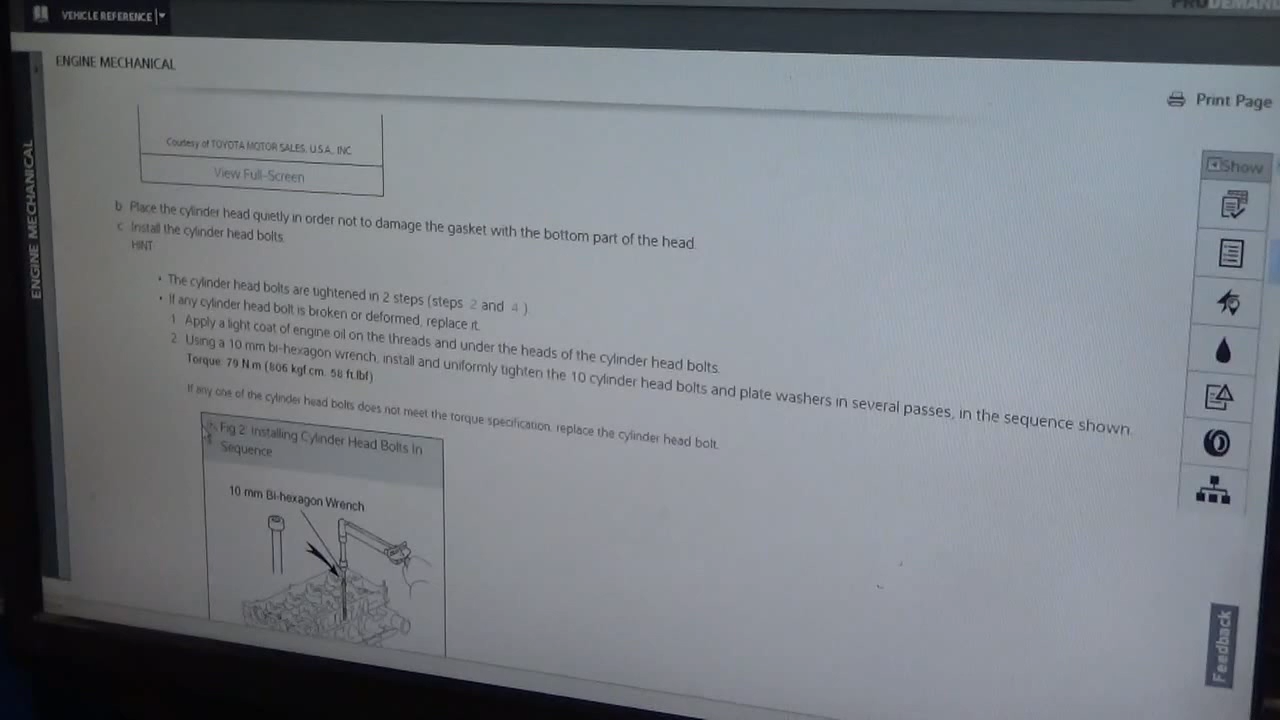 PRODEMAND
VEHICLE REFERENCE
ENGINE MECHANICAL
Print Page
ENGINE MECHANICAL
Show
Courtesy of TOYOTA MOTOR SALES, U.S.A., INC.
View Full-Screen
b Place the cylinder head quietly in order not to damage the gasket with the bottom part of the head.
c Install the cylinder head bolts.
HINT
• The cylinder head bolts are tightened in 2 steps (steps 2 and 4 ).
• If any cylinder head bolt is broken or deformed, replace it.
1 Apply a light coat of engine oil on the threads and under the heads of the cylinder head bolts.
2 Using a 10 mm bi-hexagon wrench, install and uniformly tighten the 10 cylinder head bolts and plate washers in several passes, in the sequence shown.
Torque: 79 N.m (806 kgf.cm, 58 ft.lbf)
If any one of the cylinder head bolts does not meet the torque specification, replace the cylinder head bolt.
Fig 2: Installing Cylinder Head Bolts In
Sequence
10 mm Bi-hexagon Wrench
Feedback